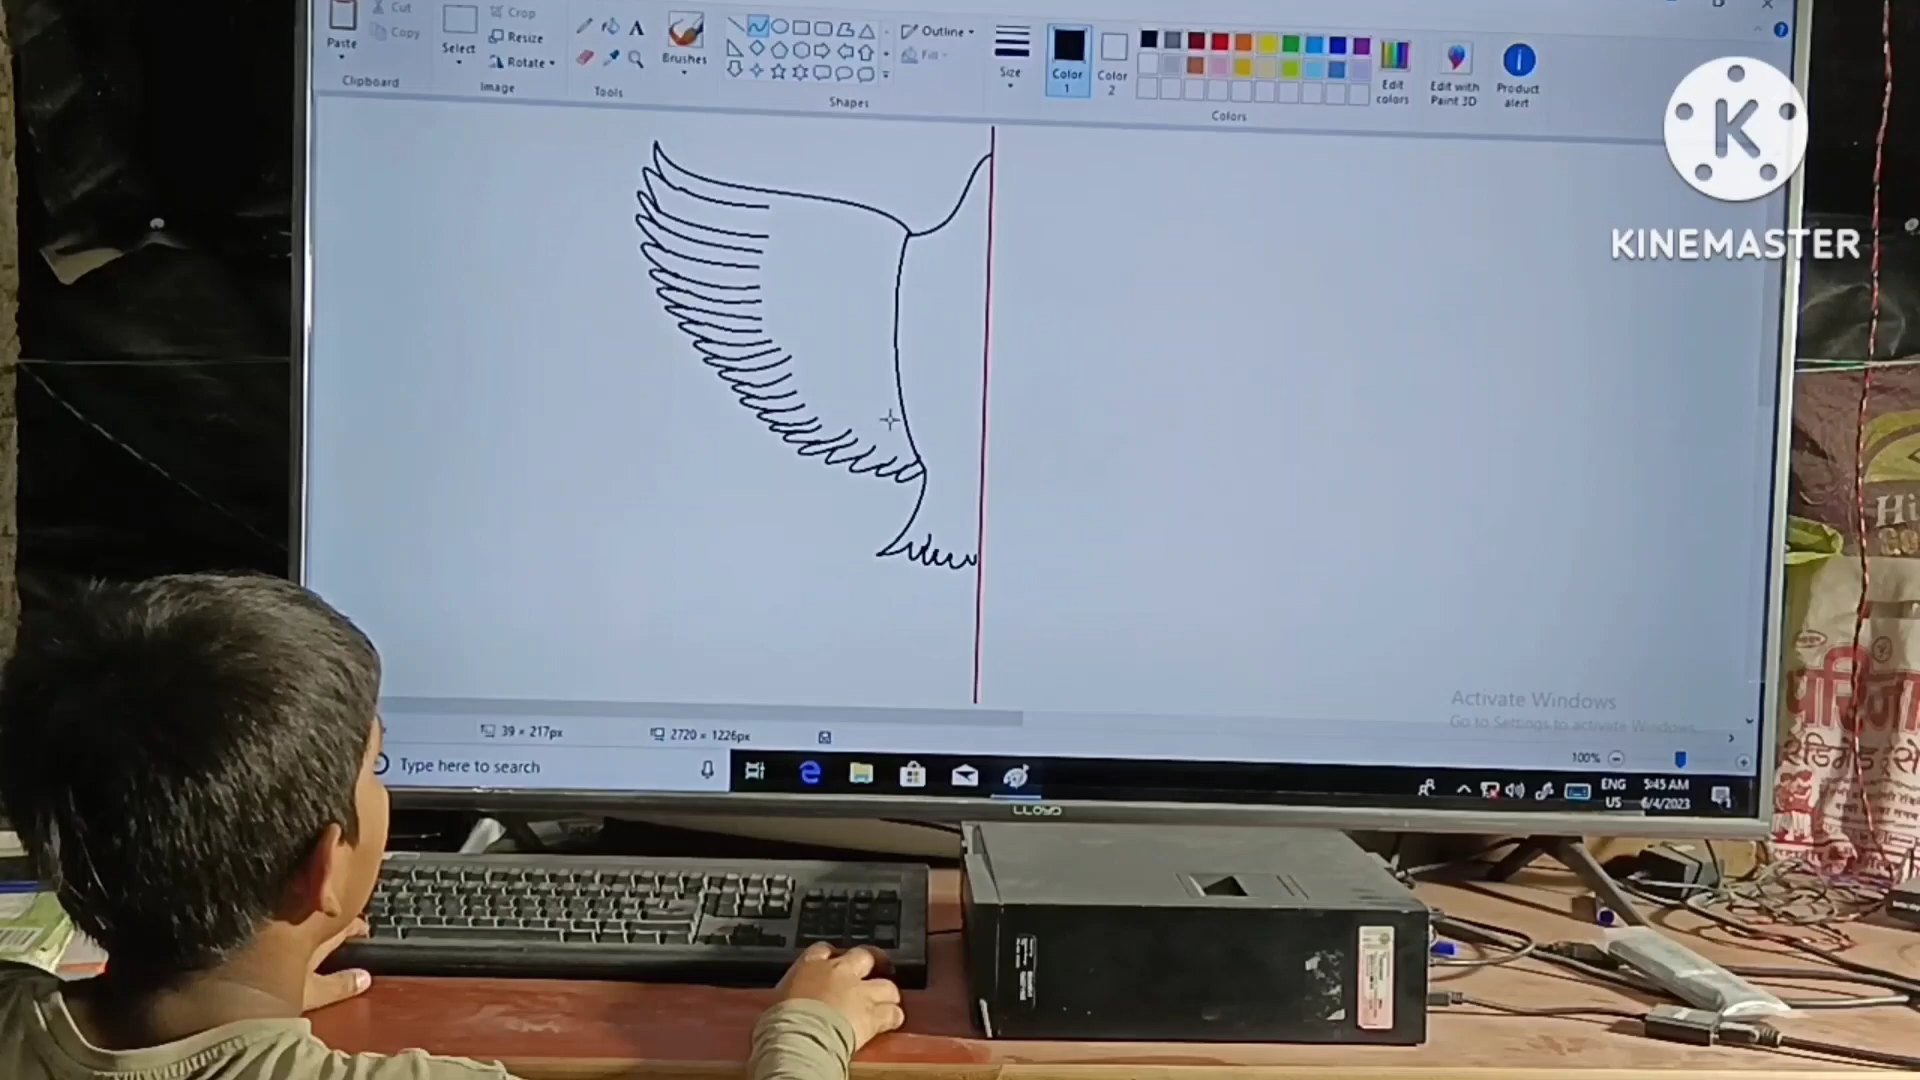 Cut
Copy
Paste
Clipboard
Select
Crop
Resize
Rotate
Image
Tools
Brushes
Shapes
Outline
Fill
Size
Color 1
Color 2
Colors
Edit colors
Edit with Paint 3D
Product alert
K
KINEMASTER
Activate Windows
Go to Settings to activate Windows.
39 × 217px
2720 × 1226px
100%
Type here to search
ENG
US
5:45 AM
6/4/2023
LLOYD
Hi